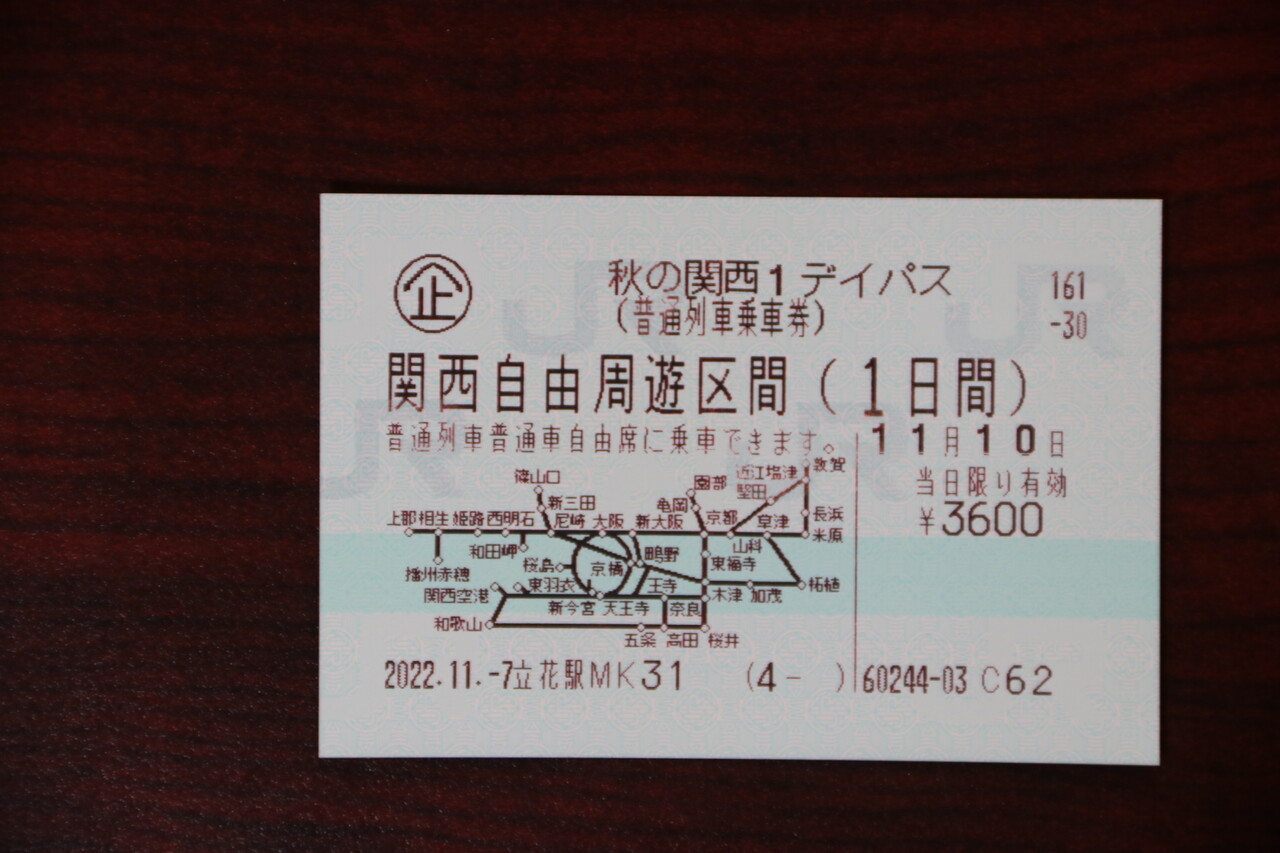 企
秋の関西1デイパス
(普通列車乗車券)
161
-30
関西自由周遊区間(1日間)
普通列車普通車自由席に乗車できます。
11月10日
当日限り有効
¥3600
篠山口
新三田
園部
亀岡
近江塩津
敦賀
堅田
上郡 相生 姫路 西明石 尼崎 大阪 新大阪 京都 草津
長浜
米原
和田岬
播州赤穂
桜島
京橋
鴫野
山科
東福寺
関西空港
東羽衣
王寺
木津 加茂
柘植
新今宮 天王寺 奈良
和歌山
五条 高田 桜井
2022.11.-7立花駅MK31 (4- )
60244-03 C62
JR
JR
JR
JR